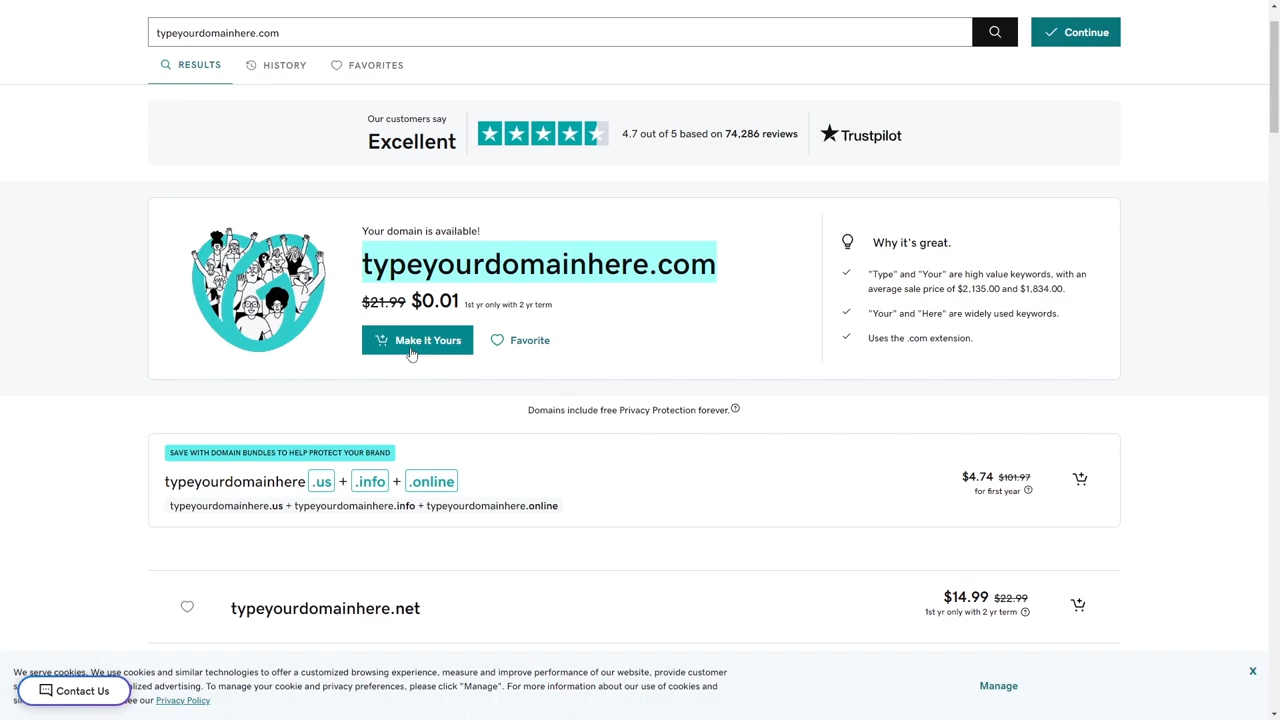 typeyourdomainhere.com
Continue
RESULTS
HISTORY
FAVORITES
Our customers say
Excellent
4.7 out of 5 based on 74,286 reviews
Trustpilot
Your domain is available!
typeyourdomainhere.com
$21.99 $0.01 1st yr only with 2 yr term
Make It Yours
Favorite
Why it's great.
"Type" and "Your" are high value keywords, with an
average sale price of $2,135.00 and $1,834.00.
"Your" and "Here" are widely used keywords.
Uses the .com extension.
Domains include free Privacy Protection forever.
SAVE WITH DOMAIN BUNDLES TO HELP PROTECT YOUR BRAND
typeyourdomainhere .us + .info + .online
typeyourdomainhere.us + typeyourdomainhere.info + typeyourdomainhere.online
$4.74 $101.97
for first year
typeyourdomainhere.net
$14.99 $22.99
1st yr only with 2 yr term
We serve cookies. We use cookies and similar technologies to offer a customized browsing experience, measure and improve performance of our website, provide customer
lized advertising. To manage your cookie and privacy preferences, please click "Manage". For more information about our use of cookies and
ee our Privacy Policy
Contact Us
Manage
X